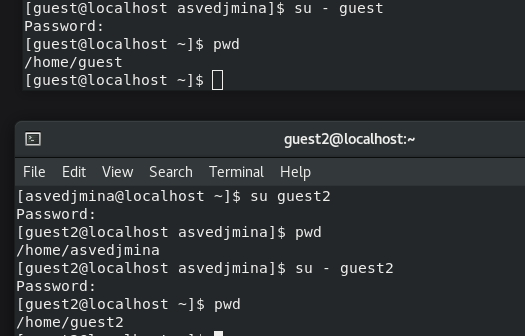 [guest@localhost asvedjmina]$ su - guest
Password:
[guest@localhost ~]$ pwd
/home/guest
[guest@localhost ~]$
guest2@localhost:~
File Edit View Search Terminal Help
[asvedjmina@localhost ~]$ su guest2
Password:
[guest2@localhost asvedjmina]$ pwd
/home/asvedjmina
[guest2@localhost asvedjmina]$ su - guest2
Password:
[guest2@localhost ~]$ pwd
/home/guest2